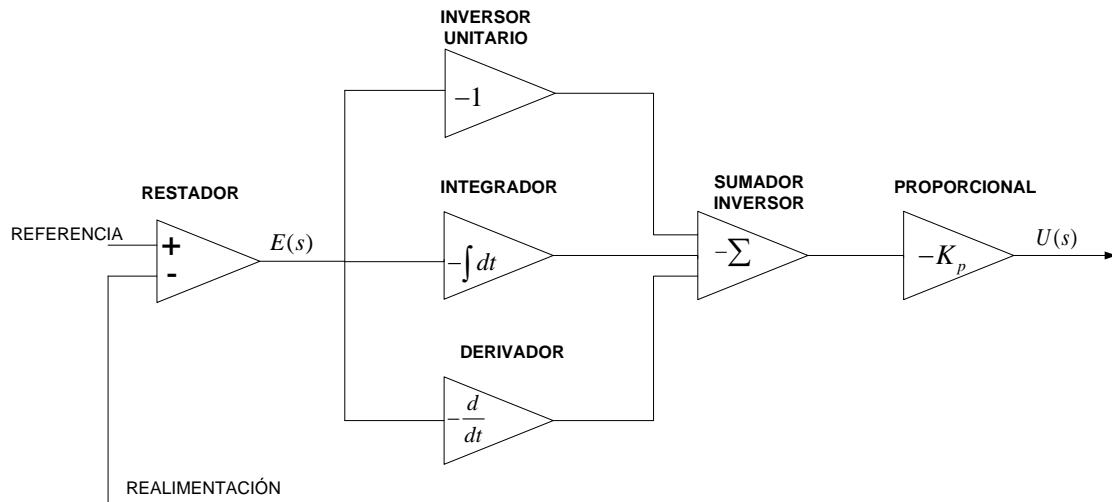 INVERSOR
UNITARIO
−1
RESTADOR
INTEGRADOR
SUMADOR
INVERSOR
PROPORCIONAL
REFERENCIA
+
-
E(s)
−∫ dt
−∑
−K_p
U(s)
DERIVADOR
−d/dt
REALIMENTACIÓN